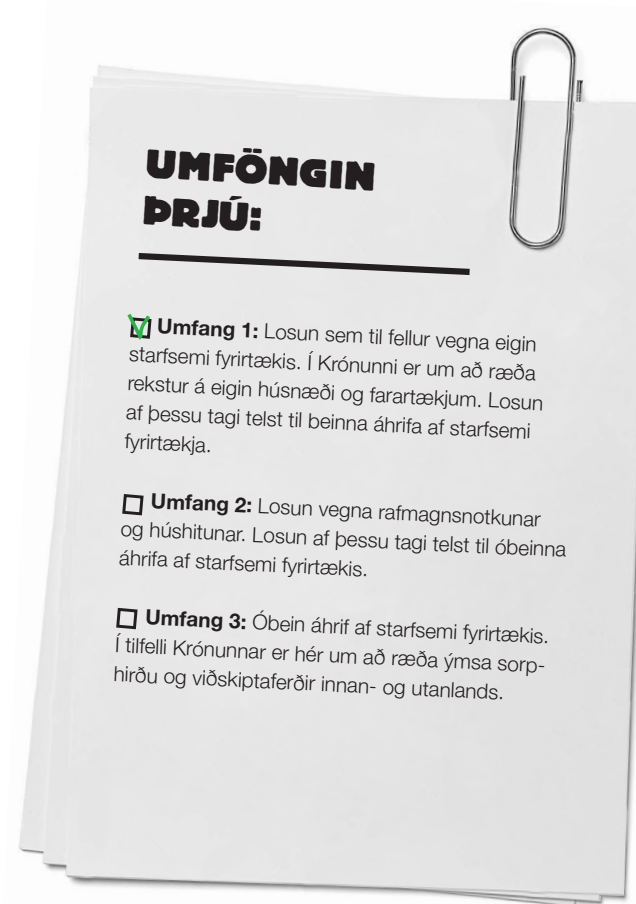 UMFÖNGIN
ÞRJÚ:
Umfang 1: Losun sem til fellur vegna eigin
starfsemi fyrirtækis. Í Krónunni er um að ræða
rekstur á eigin húsnæði og farartækjum. Losun
af þessu tagi telst til beinna áhrifa af starfsemi
fyrirtækja.
Umfang 2: Losun vegna rafmagnsnotkunar
og húshitunar. Losun af þessu tagi telst til óbeinna
áhrifa af starfsemi fyrirtækis.
Umfang 3: Óbein áhrif af starfsemi fyrirtækis.
Í tilfelli Krónunnar er hér um að ræða ýmsa sorp-
hirðu og viðskiptaferðir innan- og utanlands.